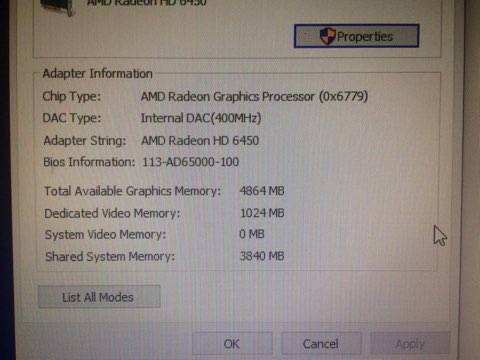 AMD Radeon HD 6450
Properties
Adapter Information
Chip Type: AMD Radeon Graphics Processor (0x6779)
DAC Type: Internal DAC(400MHz)
Adapter String: AMD Radeon HD 6450
Bios Information: 113-AD65000-100
Total Available Graphics Memory: 4864 MB
Dedicated Video Memory: 1024 MB
System Video Memory: 0 MB
Shared System Memory: 3840 MB
List All Modes
OK Cancel Apply